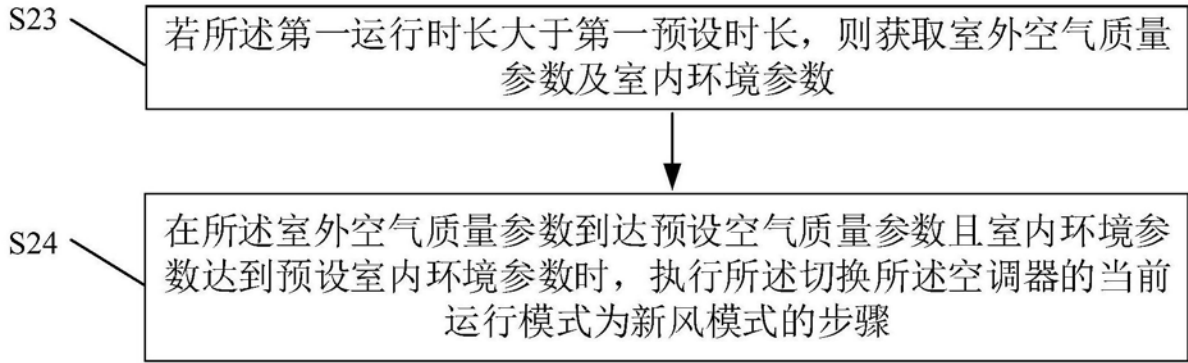 S23
若所述第一运行时长大于第一预设时长，则获取室外空气质量
参数及室内环境参数
S24
在所述室外空气质量参数到达预设空气质量参数且室内环境参
数达到预设室内环境参数时，执行所述切换所述空调器的当前
运行模式为新风模式的步骤